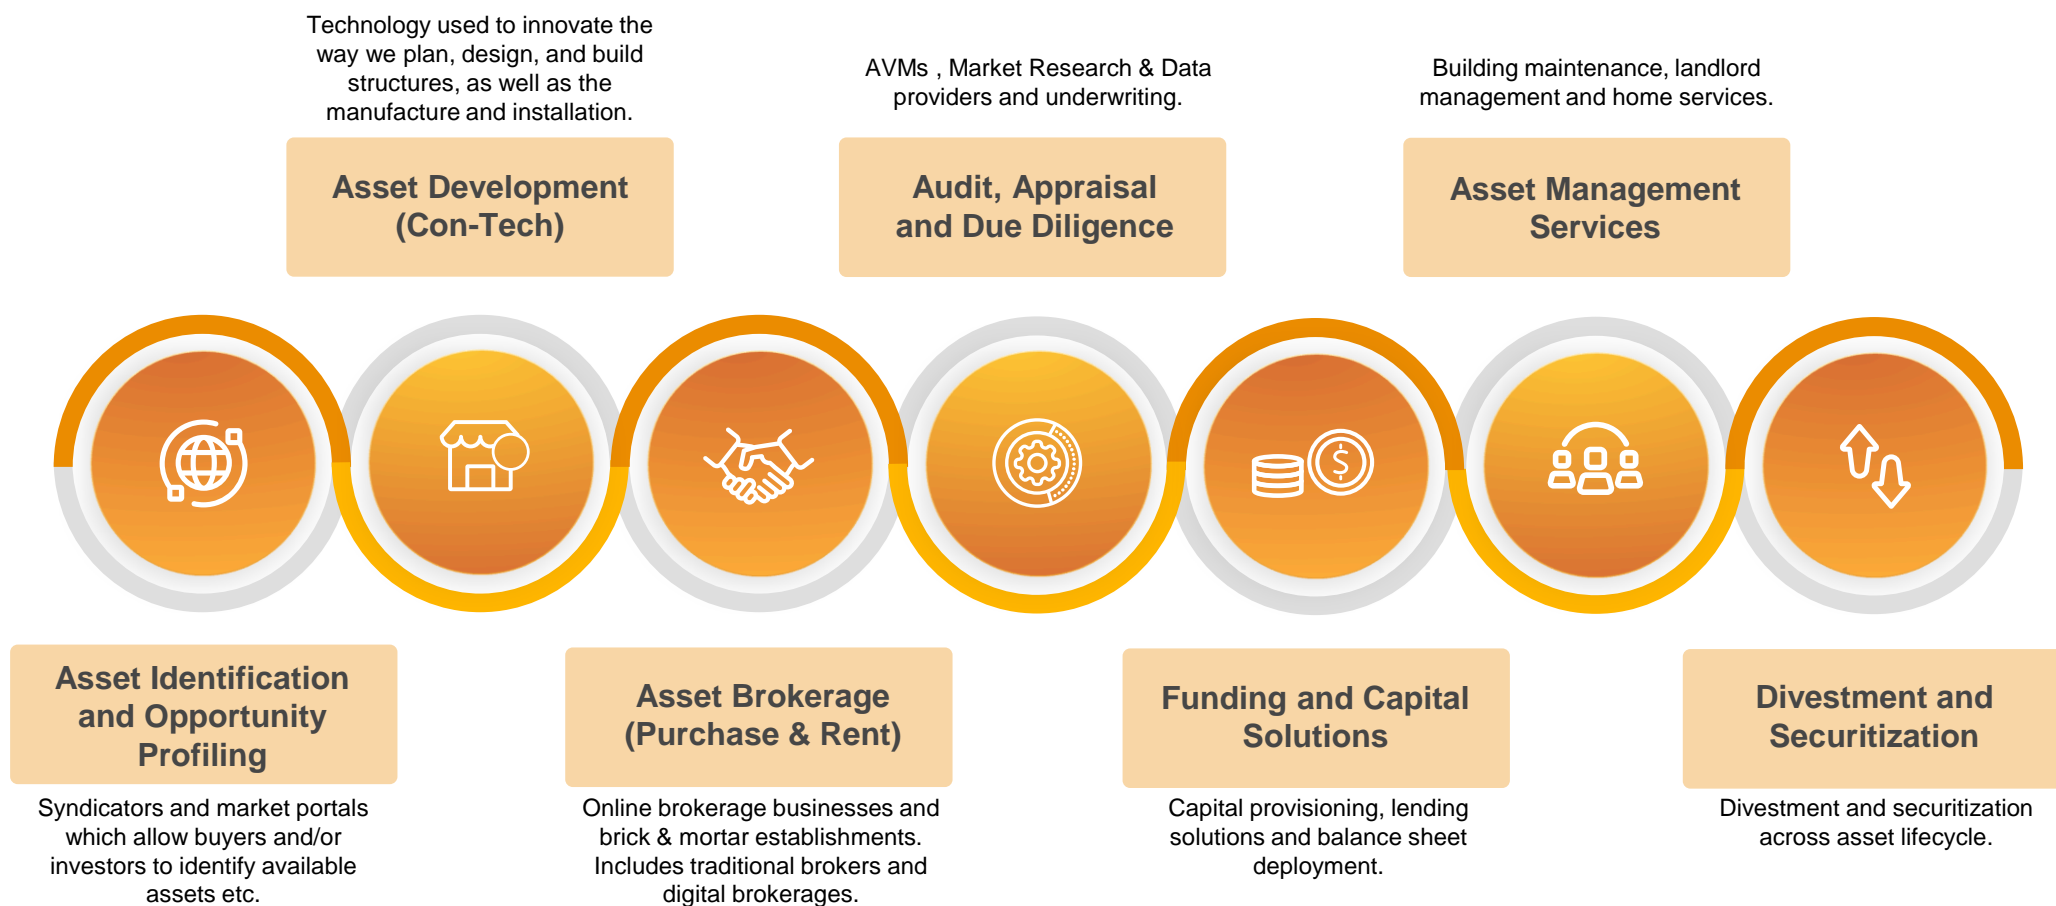 Technology used to innovate the
way we plan, design, and build
structures, as well as the
manufacture and installation.
Asset Development
(Con-Tech)
AVMs , Market Research & Data
providers and underwriting.
Audit, Appraisal
and Due Diligence
Building maintenance, landlord
management and home services.
Asset Management
Services
$
Asset Identification
and Opportunity
Profiling
Syndicators and market portals
which allow buyers and/or
investors to identify available
assets etc.
Asset Brokerage
(Purchase & Rent)
Online brokerage businesses and
brick & mortar establishments.
Includes traditional brokers and
digital brokerages.
Funding and Capital
Solutions
Capital provisioning, lending
solutions and balance sheet
deployment.
Divestment and
Securitization
Divestment and securitization
across asset lifecycle.